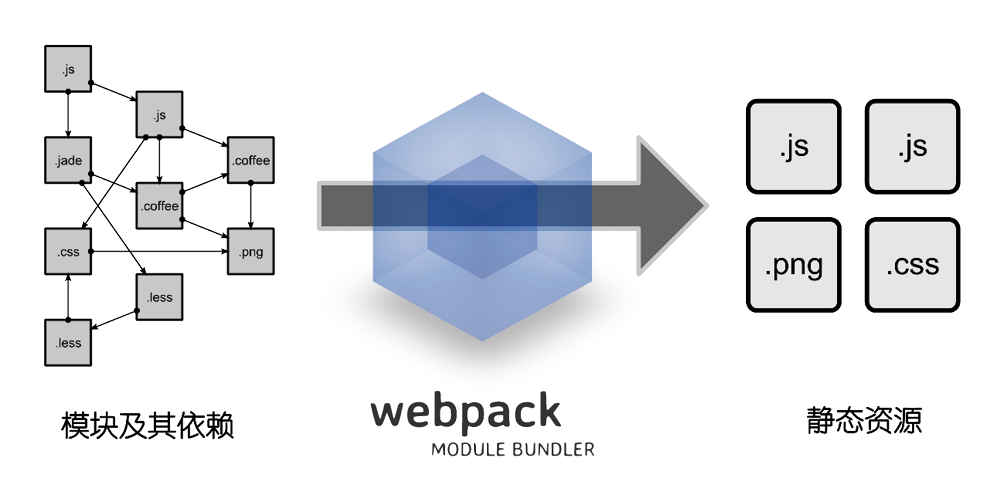 .js
.js
.jade
.coffee
.coffee
.css
.png
.less
.less
模块及其依赖
webpack
MODULE BUNDLER
.js
.js
.png
.css
静态资源